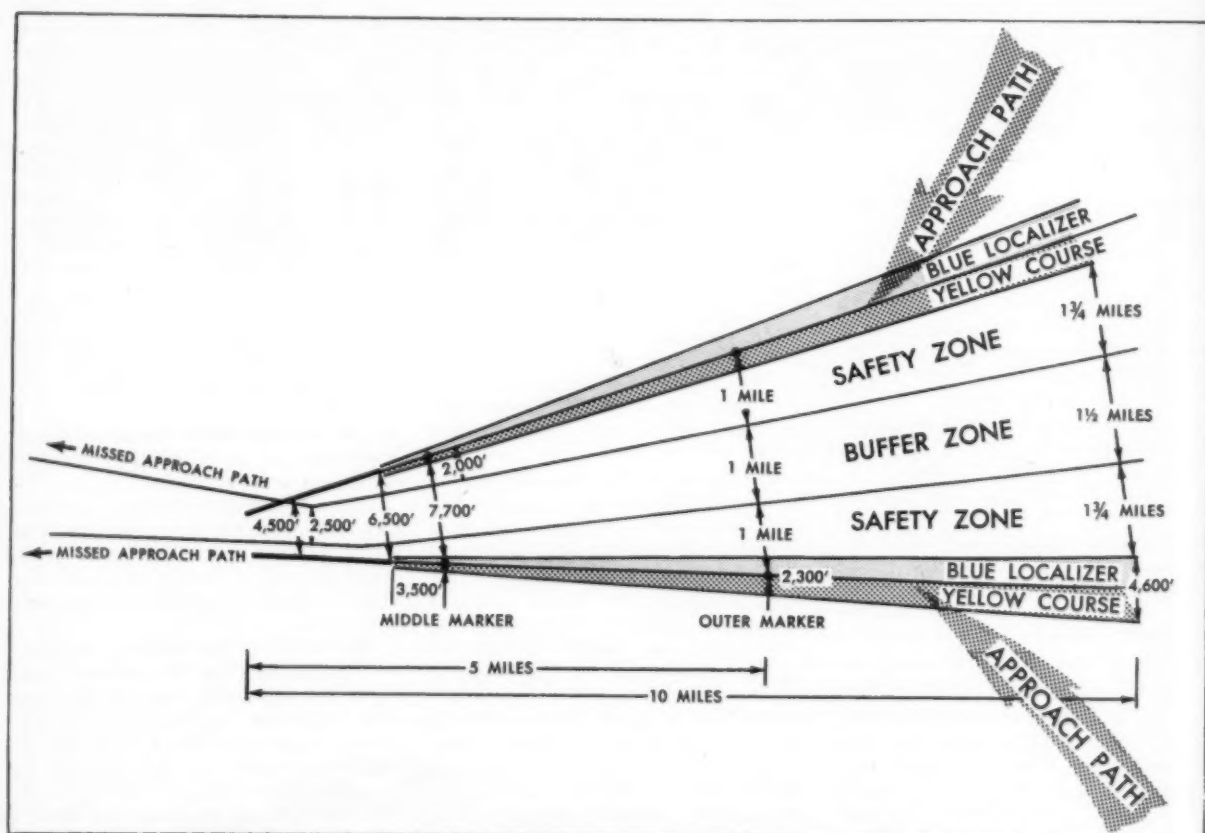 APPROACH PATH
BLUE LOCALIZER
YELLOW COURSE
1¾ MILES
SAFETY ZONE
1 MILE
1½ MILES
BUFFER ZONE
MISSED APPROACH PATH
2,000'
1 MILE
7,700'
6,500'
4,500'
2,500'
1 MILE
1¾ MILES
SAFETY ZONE
MISSED APPROACH PATH
BLUE LOCALIZER
2,300'
4,600'
3,500'
YELLOW COURSE
MIDDLE MARKER
OUTER MARKER
5 MILES
10 MILES
APPROACH PATH